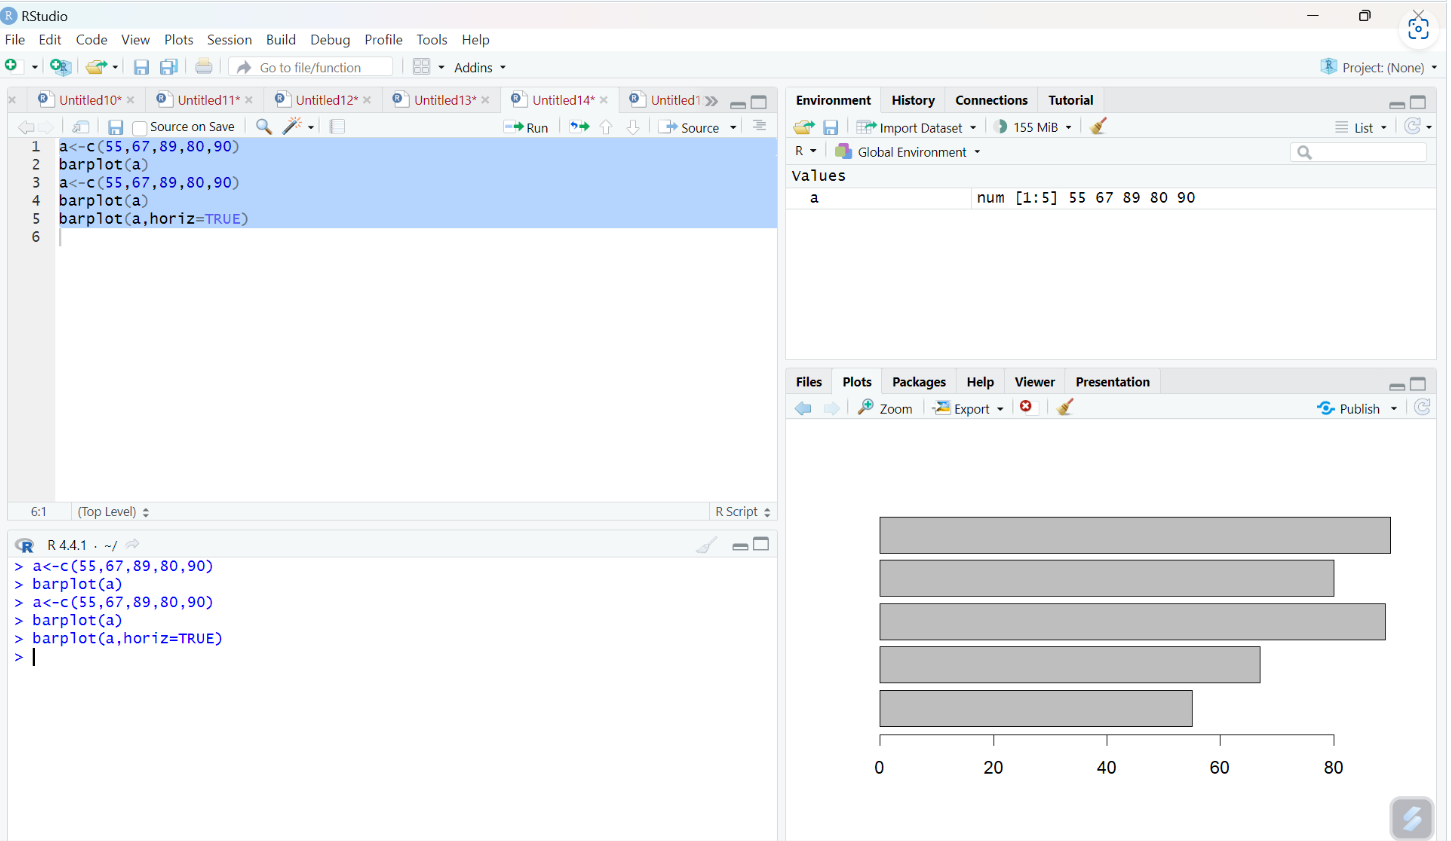 RStudio
File Edit Code View Plots Session Build Debug Profile Tools Help
Go to file/function Addins Project: (None)
Untitled10* Untitled11* Untitled12* Untitled13* Untitled14* Untitled1
Source on Save Run Source
1 a<-c(55,67,89,80,90)
2 barplot(a)
3 a<-c(55,67,89,80,90)
4 barplot(a)
5 barplot(a,horiz=TRUE)
6
6:1 (Top Level) R Script
R 4.4.1 · ~/
> a<-c(55,67,89,80,90)
> barplot(a)
> a<-c(55,67,89,80,90)
> barplot(a)
> barplot(a,horiz=TRUE)
>
Environment History Connections Tutorial
Import Dataset 155 MiB List
R Global Environment
Values
a num [1:5] 55 67 89 80 90
Files Plots Packages Help Viewer Presentation
Zoom Export Publish
0 20 40 60 80